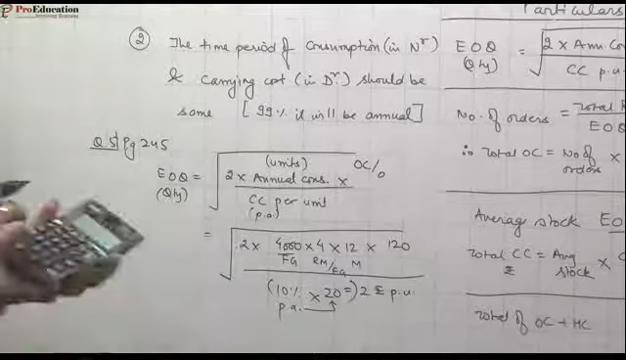 ProEducation
Particulars
② The time period of Consumption (in Nʳ)
& carrying cost (in Dʳ) should be
same [99% it will be annual]
EOQ = √ 2 × Ann Co
(Qty) CC p.u.
No. of orders = Total
EOQ
∴ Total OC = No of orders ×
Q5 Pg 245
EOQ = √ 2 × Annual cons. (units) × OC/o
(Qty) CC per unit
(p.a.)
Average stock EO
= √ 2 × 4000 × 4 × 12 × 120
FG RM/FG M
Total CC = Avg stock ×
(10% × 20 =) 2 p.u.
p.a.
Total of OC + HC